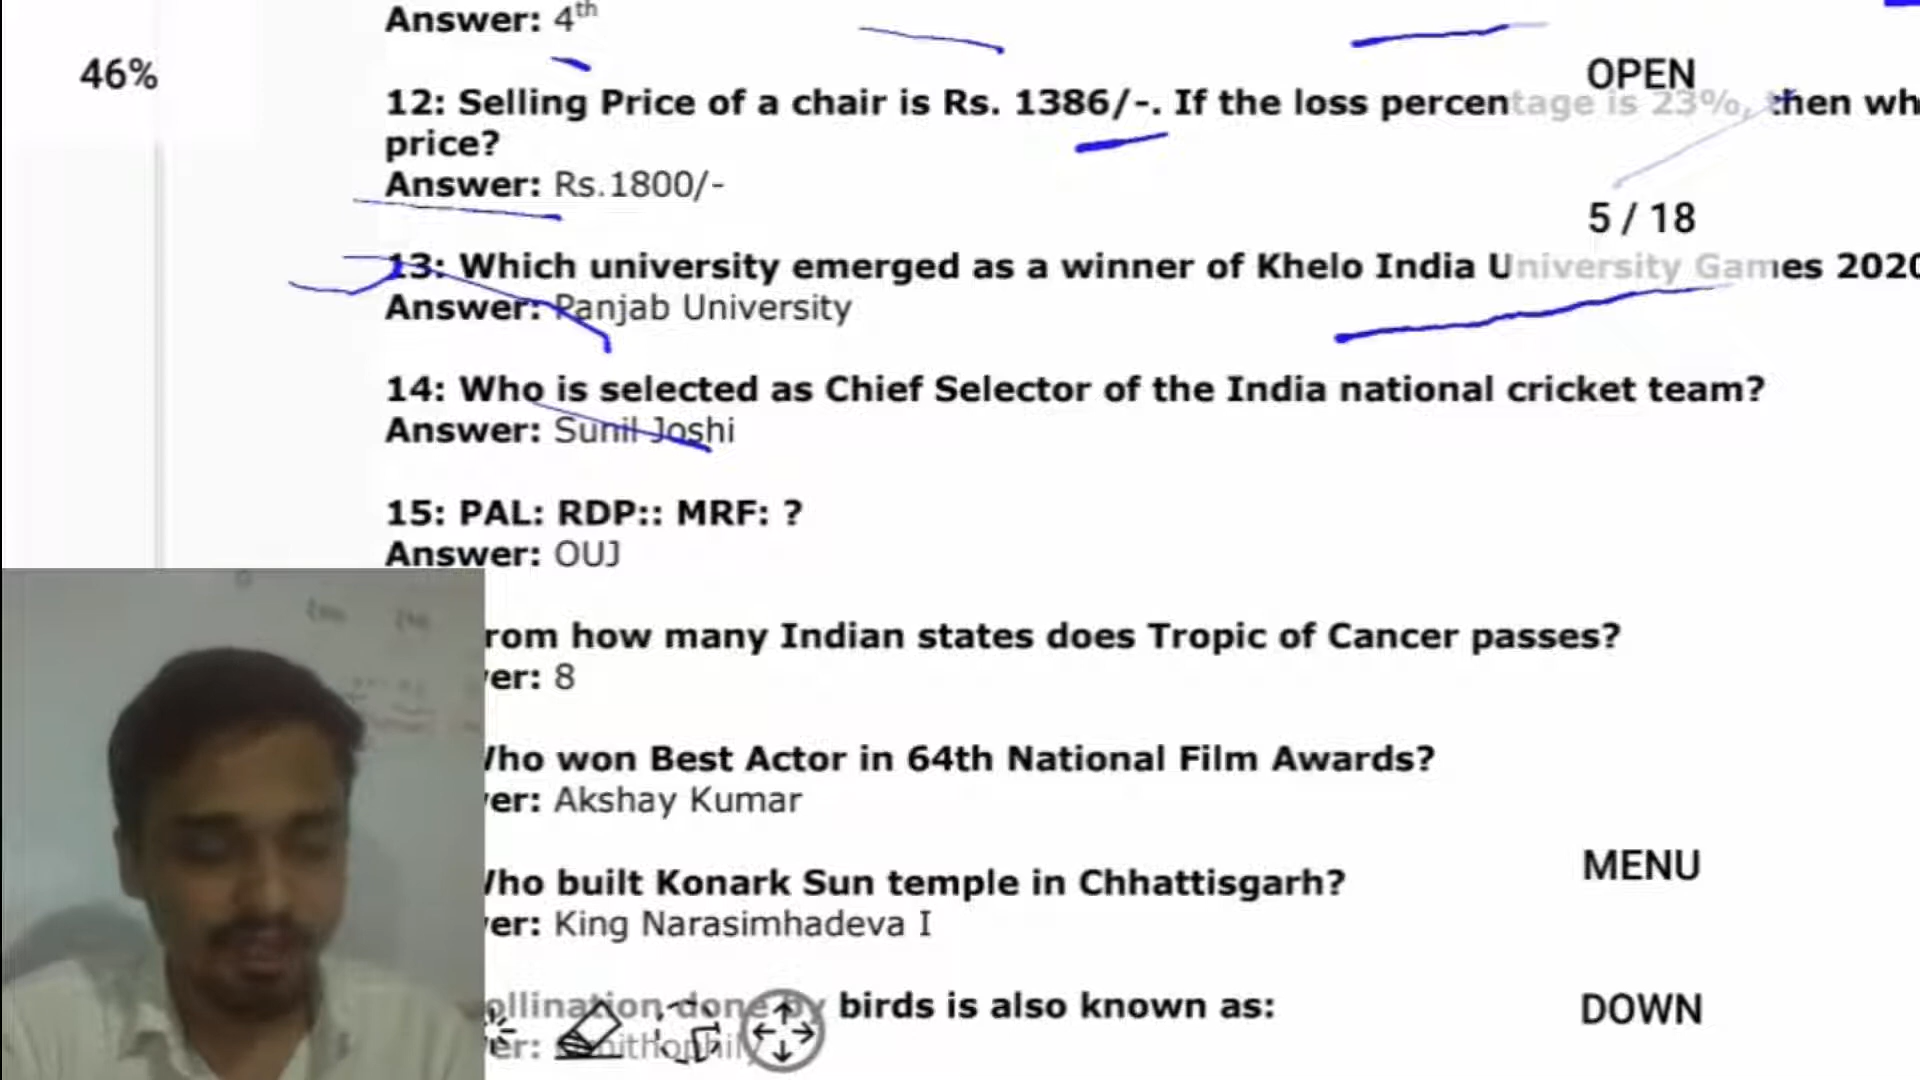 Answer: 4th
46%
OPEN
12: Selling Price of a chair is Rs. 1386/-. If the loss percentage is 23%, then wh
price?
Answer: Rs.1800/-
5 / 18
13: Which university emerged as a winner of Khelo India University Games 2020
Answer: Panjab University
14: Who is selected as Chief Selector of the India national cricket team?
Answer: Sunil Joshi
15: PAL: RDP:: MRF: ?
Answer: OUJ
rom how many Indian states does Tropic of Cancer passes?
er: 8
ho won Best Actor in 64th National Film Awards?
er: Akshay Kumar
MENU
ho built Konark Sun temple in Chhattisgarh?
er: King Narasimhadeva I
ollination done by birds is also known as:
DOWN
er: